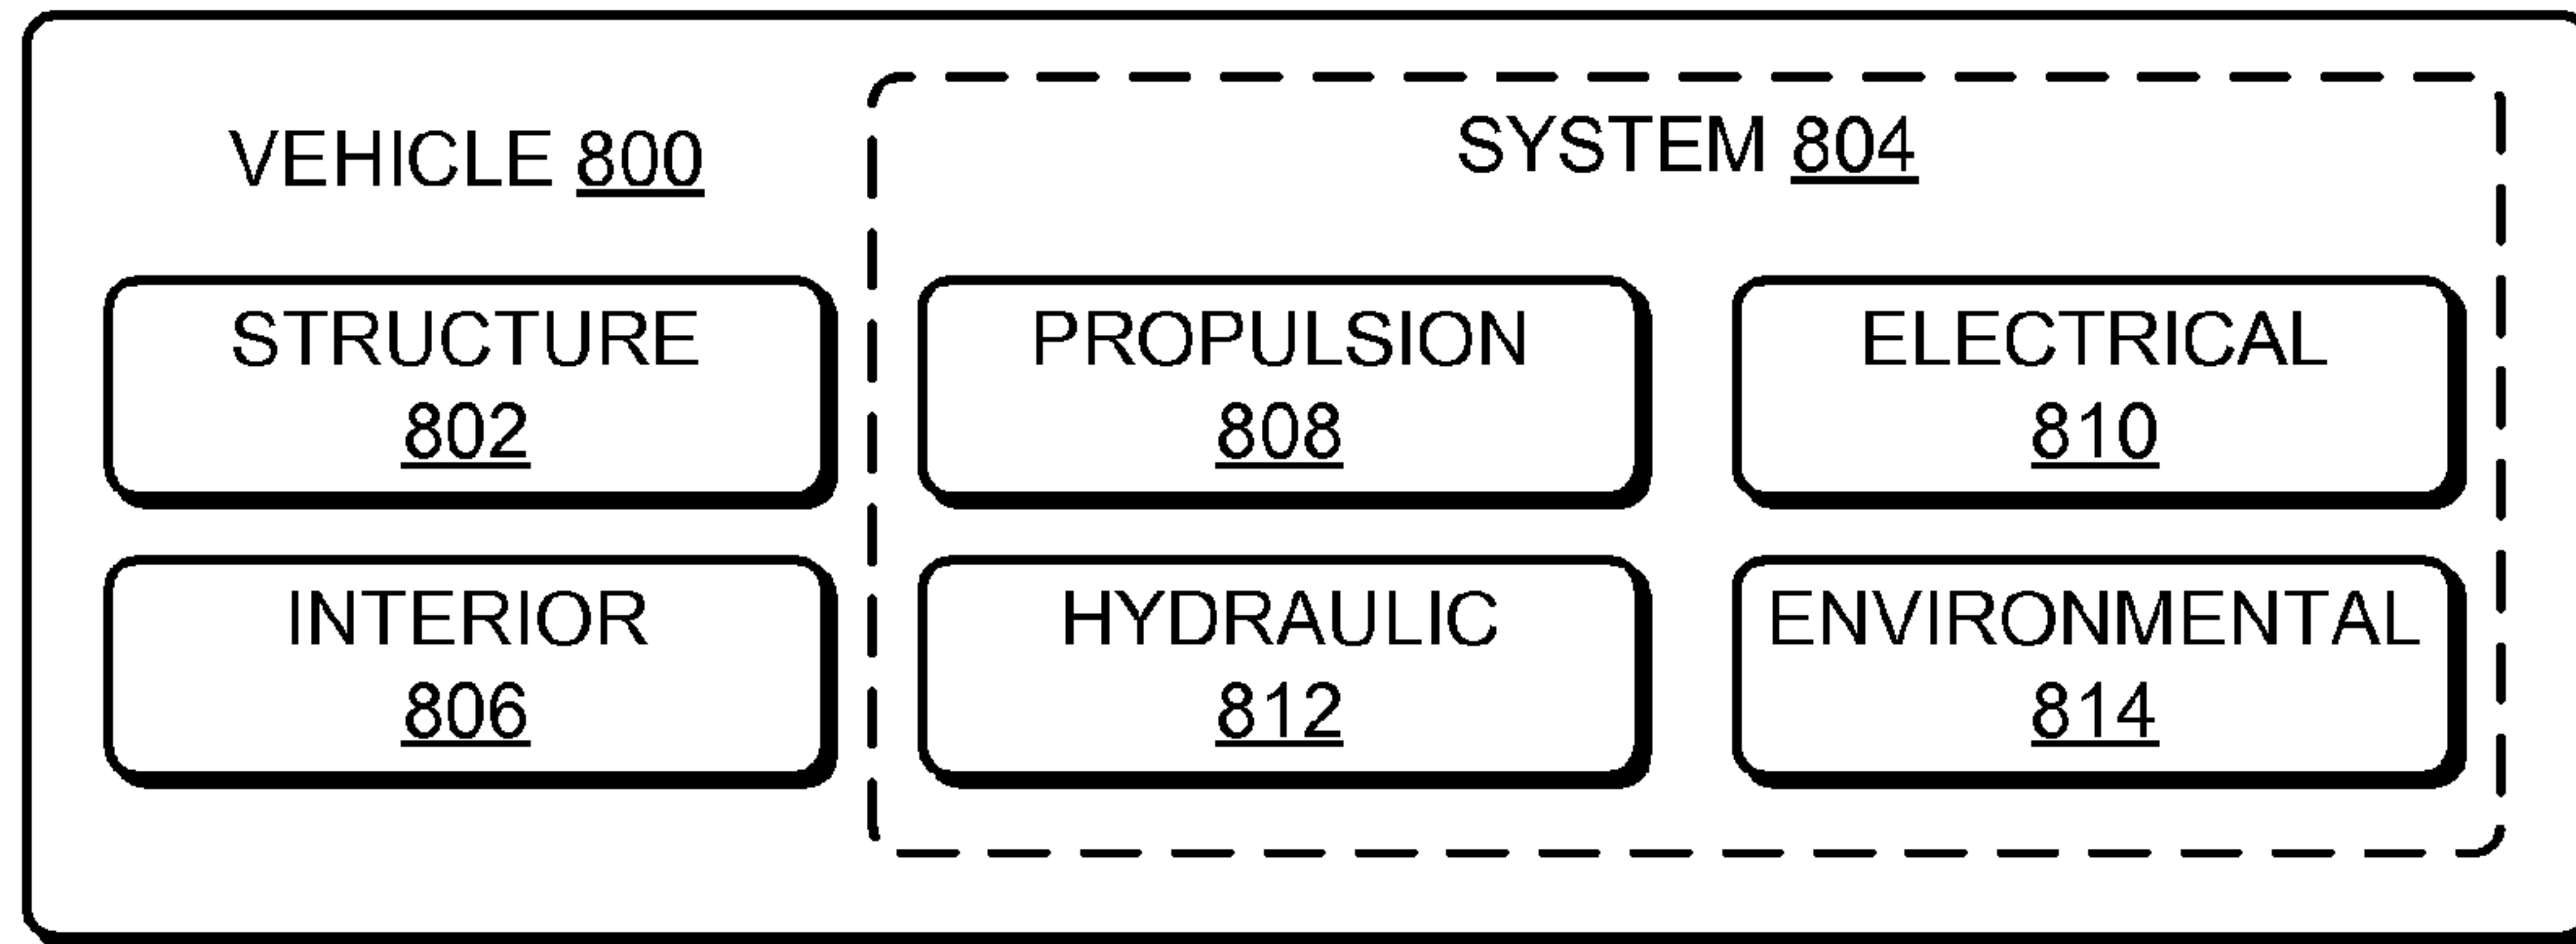 VEHICLE 800
SYSTEM 804
STRUCTURE
802
PROPULSION
808
ELECTRICAL
810
INTERIOR
806
HYDRAULIC
812
ENVIRONMENTAL
814